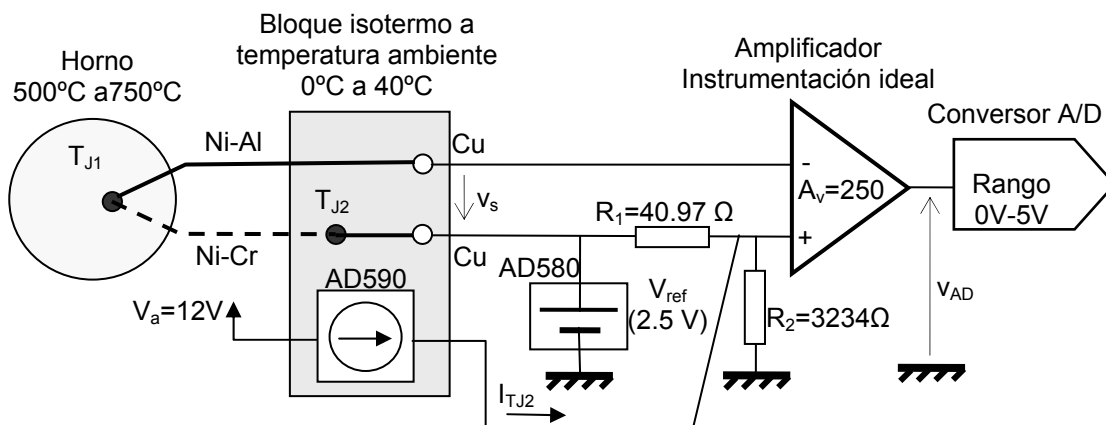 Horno
500ºC a750ºC
Bloque isotermo a
temperatura ambiente
0ºC a 40ºC
Amplificador
Instrumentación ideal
Conversor A/D
Ni-Al
Cu
T_J1
T_J2
v_s
-
A_v=250
+
Rango
0V-5V
R_1=40.97 Ω
Ni-Cr
Cu
AD590
V_a=12V
AD580
V_ref
(2.5 V)
R_2=3234Ω
v_AD
I_TJ2